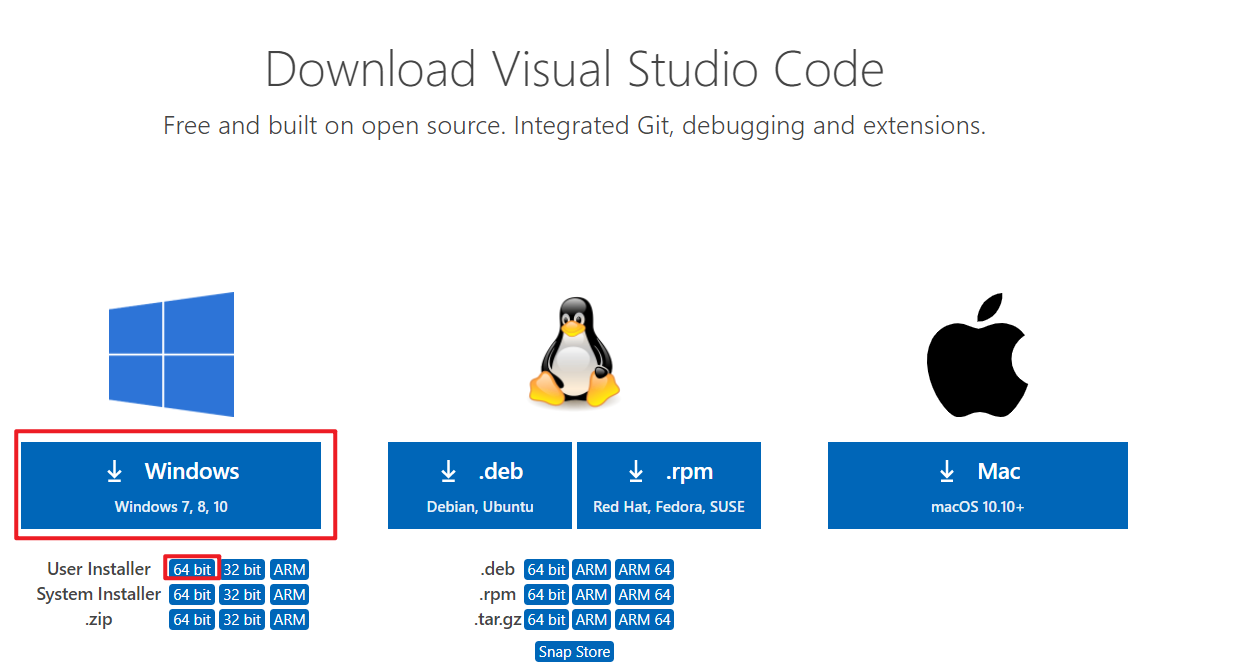 Download Visual Studio Code
Free and built on open source. Integrated Git, debugging and extensions.
Windows
Windows 7, 8, 10
User Installer 64 bit 32 bit ARM
System Installer 64 bit 32 bit ARM
.zip 64 bit 32 bit ARM
.deb
Debian, Ubuntu
.rpm
Red Hat, Fedora, SUSE
.deb 64 bit ARM ARM 64
.rpm 64 bit ARM ARM 64
.tar.gz 64 bit ARM ARM 64
Snap Store
Mac
macOS 10.10+